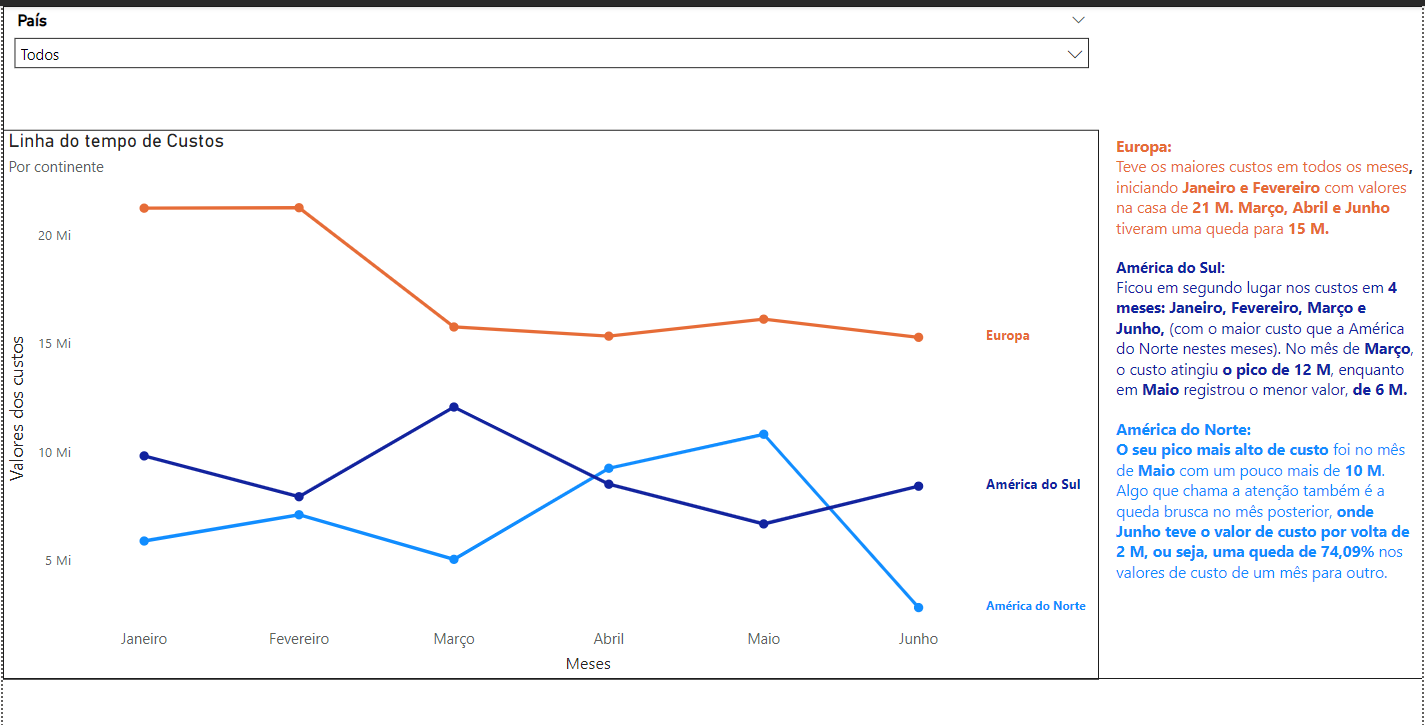 País
Todos
Linha do tempo de Custos
Por continente
Valores dos custos
20 Mi
15 Mi
10 Mi
5 Mi
Europa
América do Sul
América do Norte
Janeiro Fevereiro Março Abril Maio Junho
Meses
Europa:
Teve os maiores custos em todos os meses,
iniciando Janeiro e Fevereiro com valores
na casa de 21 M. Março, Abril e Junho
tiveram uma queda para 15 M.
América do Sul:
Ficou em segundo lugar nos custos em 4
meses: Janeiro, Fevereiro, Março e
Junho, (com o maior custo que a América
do Norte nestes meses). No mês de Março,
o custo atingiu o pico de 12 M, enquanto
em Maio registrou o menor valor, de 6 M.
América do Norte:
O seu pico mais alto de custo foi no mês
de Maio com um pouco mais de 10 M.
Algo que chama a atenção também é a
queda brusca no mês posterior, onde
Junho teve o valor de custo por volta de
2 M, ou seja, uma queda de 74,09% nos
valores de custo de um mês para outro.